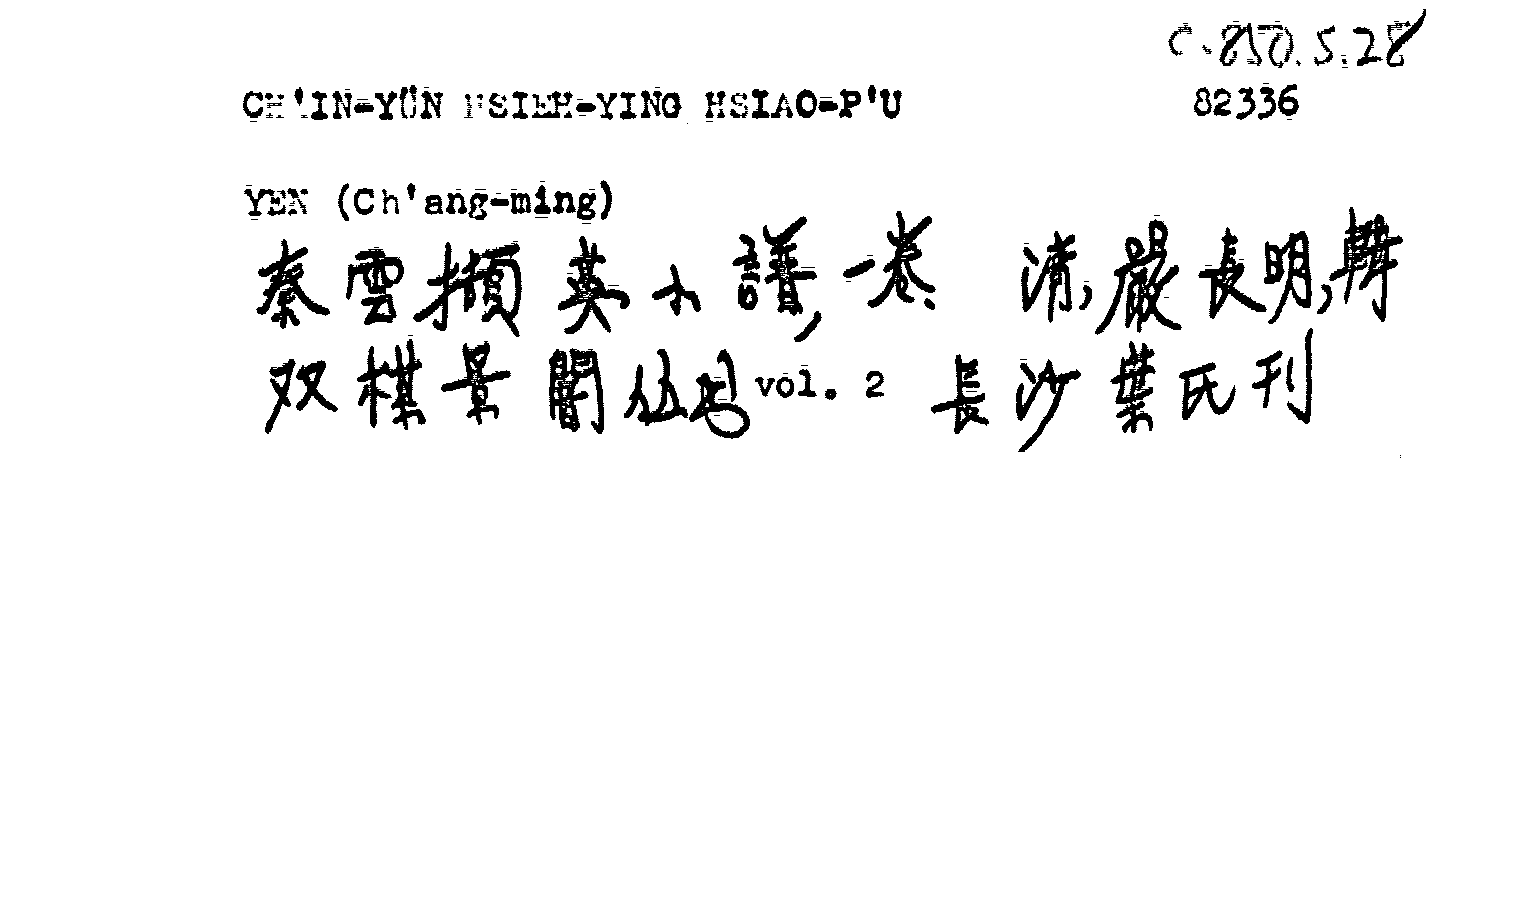 C.850.5.28
CH'IN-YÜN HSIEH-YING HSIAO-P'U 82336
YEN (Ch'ang-ming)
秦雲擷英小譜,一卷. 清,嚴長明,輯
双楳景闇叢書 vol. 2 長沙葉氏刊